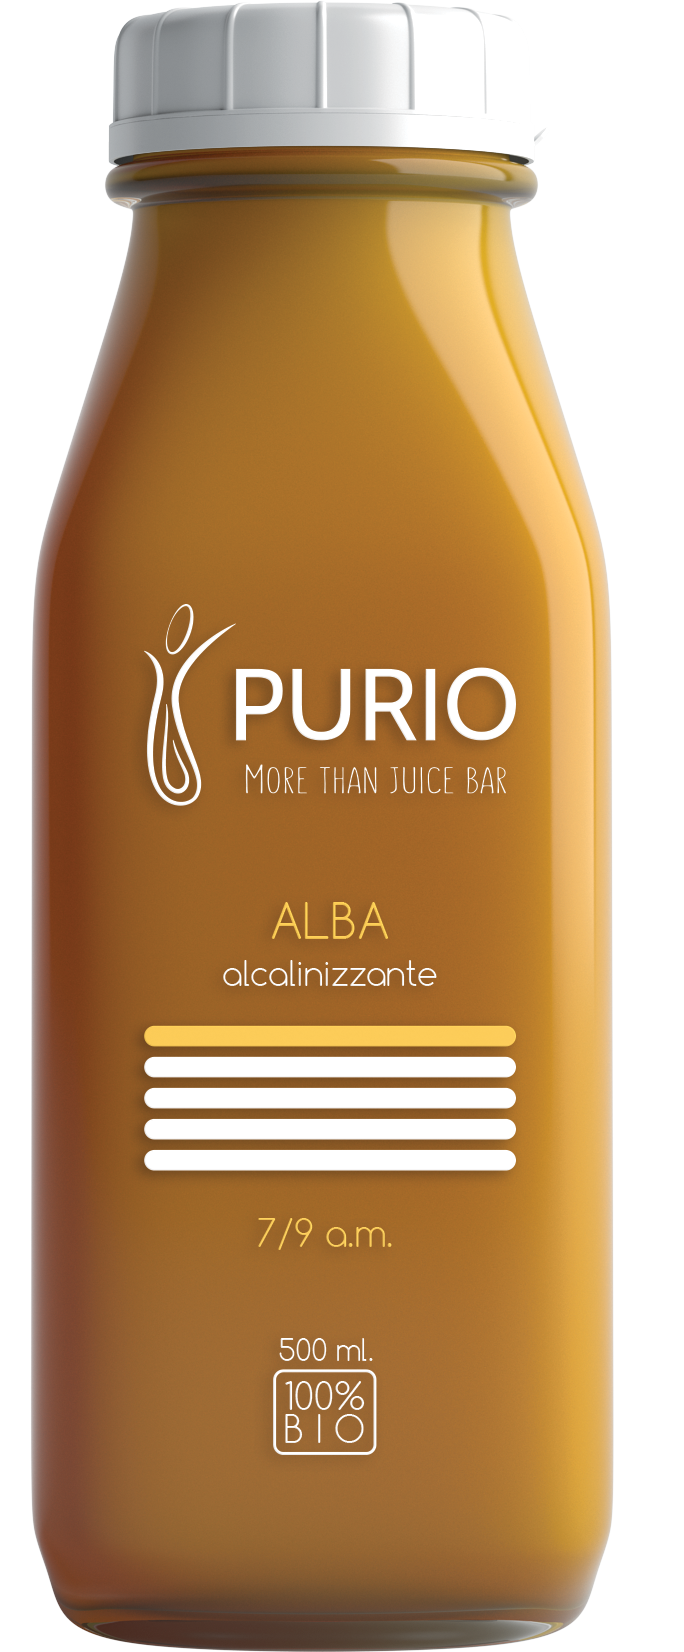 PURIO
MORE THAN JUICE BAR
ALBA
alcalinizzante
7/9 a.m.
500 ml.
100%
BIO